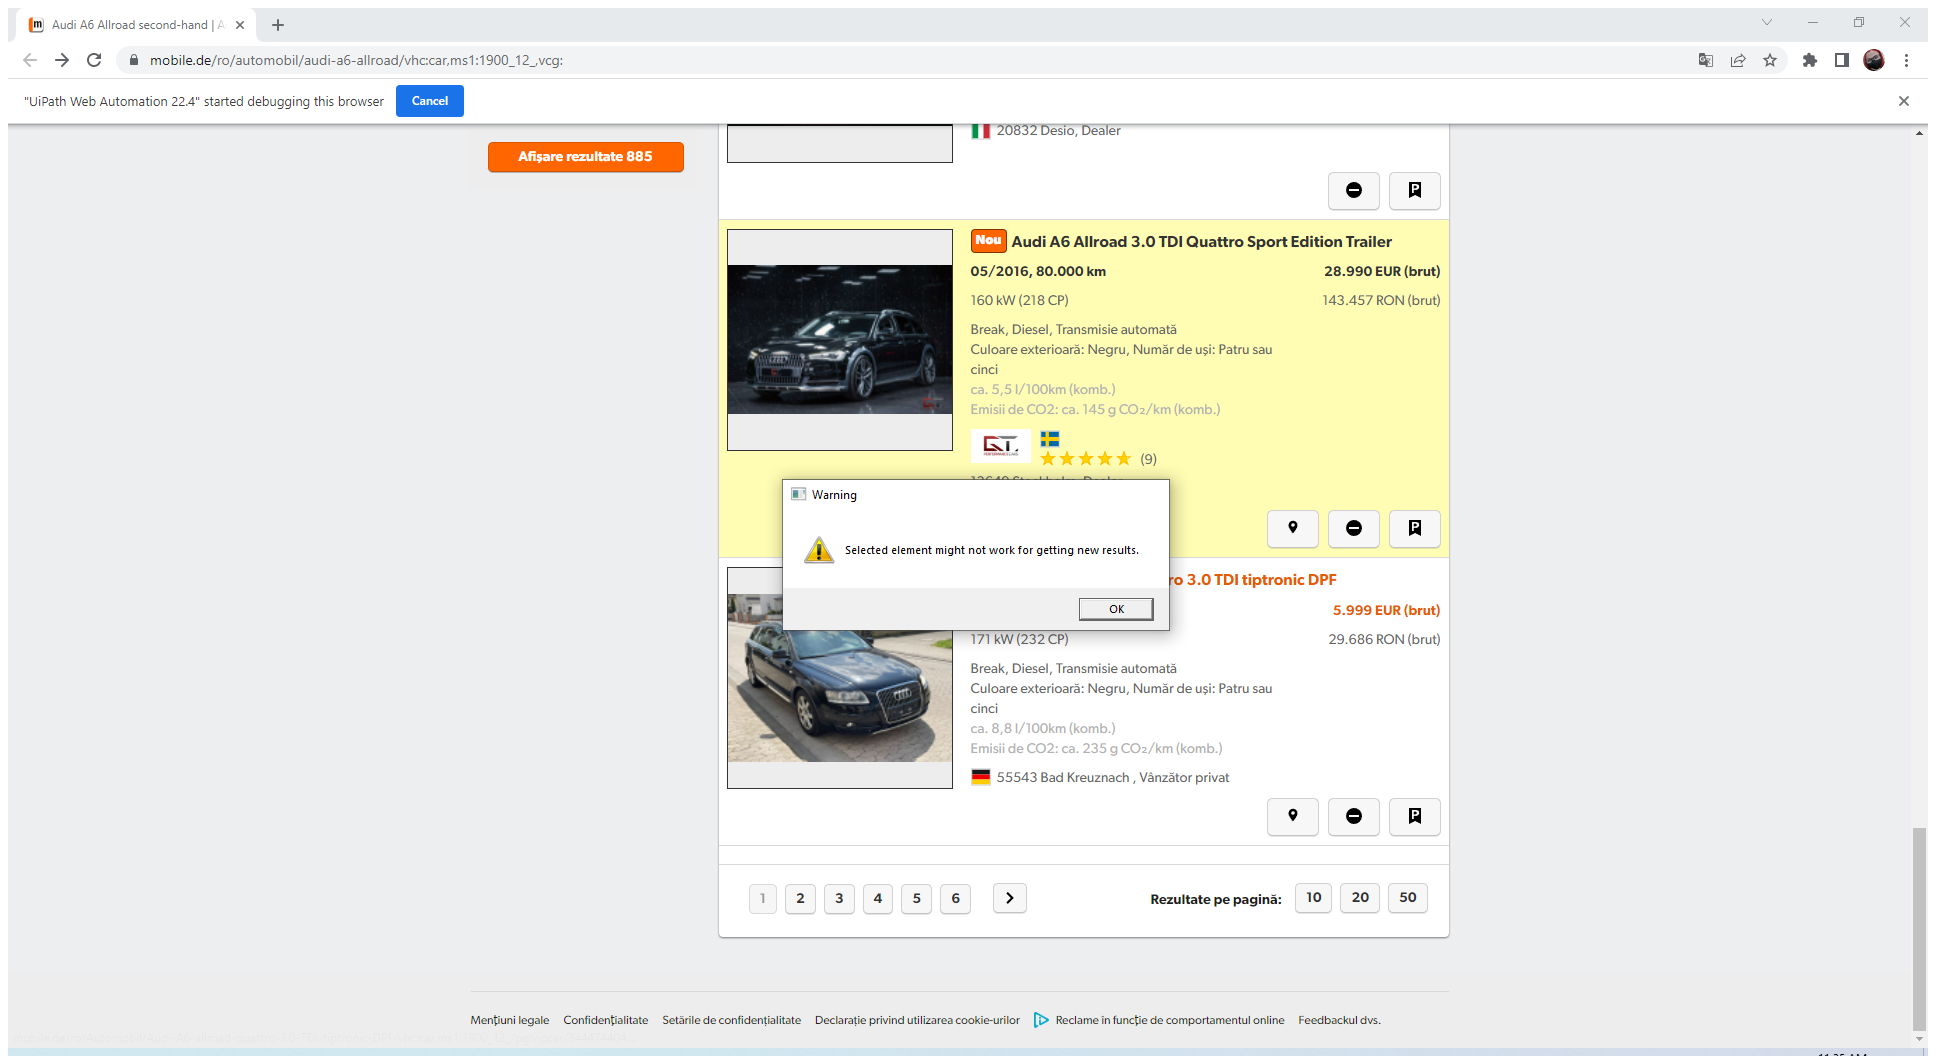 Audi A6 Allroad second-hand | A
mobile.de/ro/automobil/audi-a6-allroad/vhc:car,ms1:1900_12_,vcg:
"UiPath Web Automation 22.4" started debugging this browser
Cancel
20832 Desio, Dealer
Afișare rezultate 885
Nou Audi A6 Allroad 3.0 TDI Quattro Sport Edition Trailer
05/2016, 80.000 km
28.990 EUR (brut)
160 kW (218 CP)
143.457 RON (brut)
Break, Diesel, Transmisie automată
Culoare exterioară: Negru, Număr de uși: Patru sau
cinci
ca. 5,5 l/100km (komb.)
Emisii de CO2: ca. 145 g CO₂/km (komb.)
QT.
(9)
Warning
Selected element might not work for getting new results.
OK
ro 3.0 TDI tiptronic DPF
5.999 EUR (brut)
171 kW (232 CP)
29.686 RON (brut)
Break, Diesel, Transmisie automată
Culoare exterioară: Negru, Număr de uși: Patru sau
cinci
ca. 8,8 l/100km (komb.)
Emisii de CO2: ca. 235 g CO₂/km (komb.)
55543 Bad Kreuznach , Vânzător privat
1 2 3 4 5 6
Rezultate pe pagină: 10 20 50
Mențiuni legale Confidențialitate Setările de confidențialitate Declarație privind utilizarea cookie-urilor Reclame în funcție de comportamentul online Feedbackul dvs.